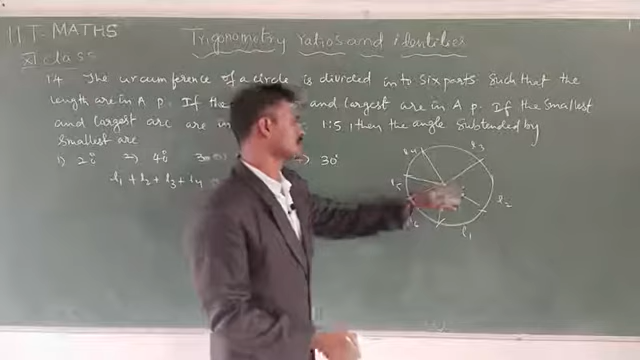 IIT-MATHS
Trigonometry ratios and identities
XI class
14 The circumference of a circle is divided in to six parts such that the
length are in A p. If the and largest are in A p. If the smallest
and largest arc are in 1:5, then the angle subtended by
smallest arc
1) 20° 2) 40° 30°
l1 + l2 + l3 + l4
l4 l3
l5 l2
l6 l1